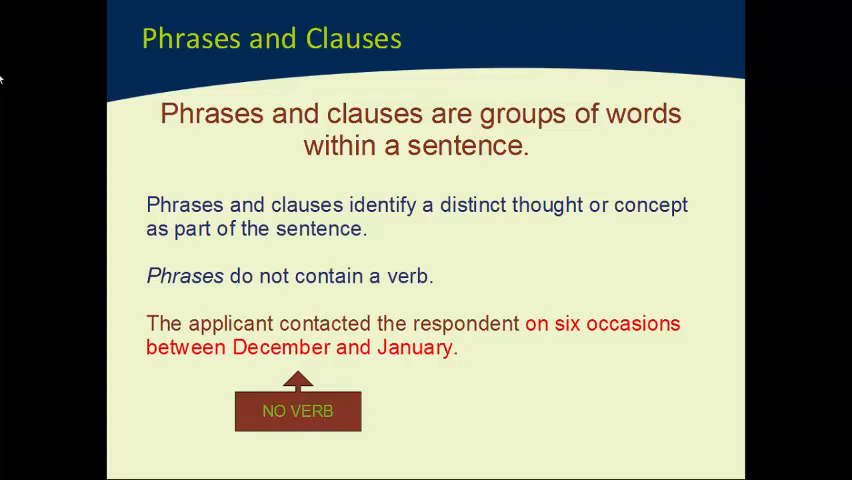 Phrases and Clauses
Phrases and clauses are groups of words
within a sentence.
Phrases and clauses identify a distinct thought or concept
as part of the sentence.
Phrases do not contain a verb.
The applicant contacted the respondent on six occasions
between December and January.
NO VERB